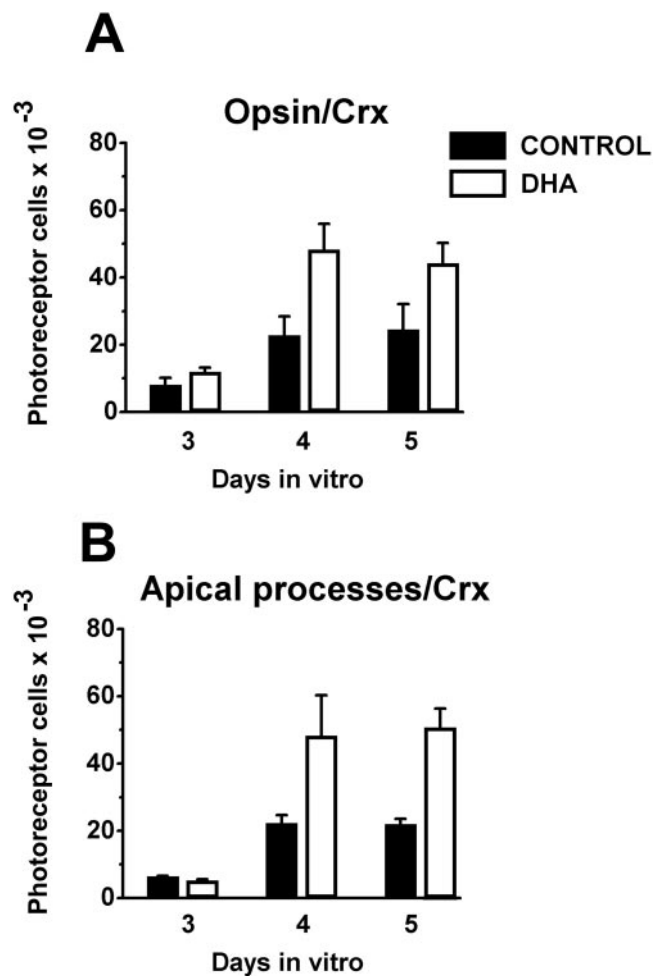 A
Opsin/Crx
CONTROL
DHA
Photoreceptor cells x 10⁻³
80
60
40
20
0
3 4 5
Days in vitro
B
Apical processes/Crx
Photoreceptor cells x 10⁻³
80
60
40
20
0
3 4 5
Days in vitro